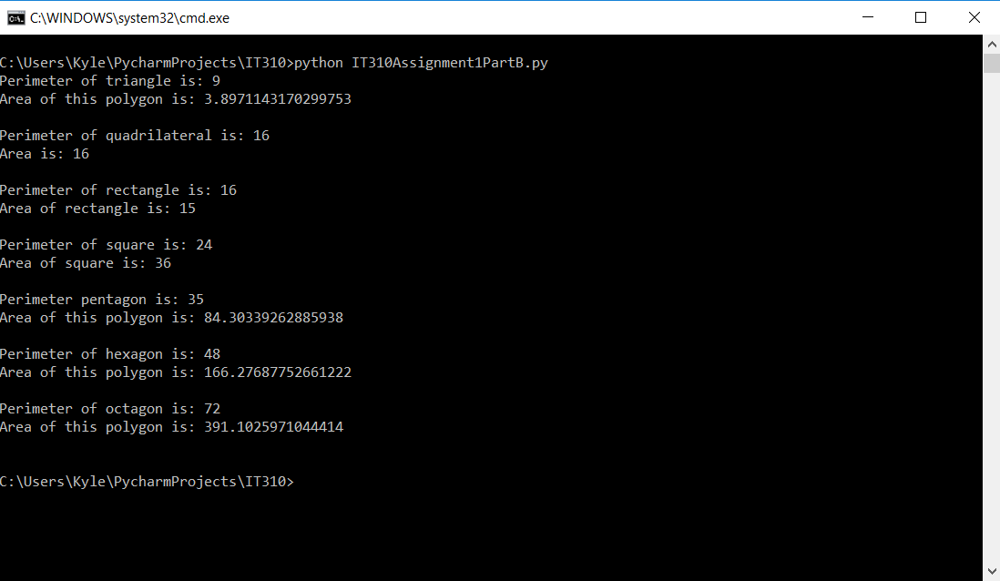 C:\WINDOWS\system32\cmd.exe
C:\Users\Kyle\PycharmProjects\IT310>python IT310Assignment1PartB.py
Perimeter of triangle is: 9
Area of this polygon is: 3.8971143170299753
Perimeter of quadrilateral is: 16
Area is: 16
Perimeter of rectangle is: 16
Area of rectangle is: 15
Perimeter of square is: 24
Area of square is: 36
Perimeter pentagon is: 35
Area of this polygon is: 84.30339262885938
Perimeter of hexagon is: 48
Area of this polygon is: 166.27687752661222
Perimeter of octagon is: 72
Area of this polygon is: 391.1025971044414
C:\Users\Kyle\PycharmProjects\IT310>